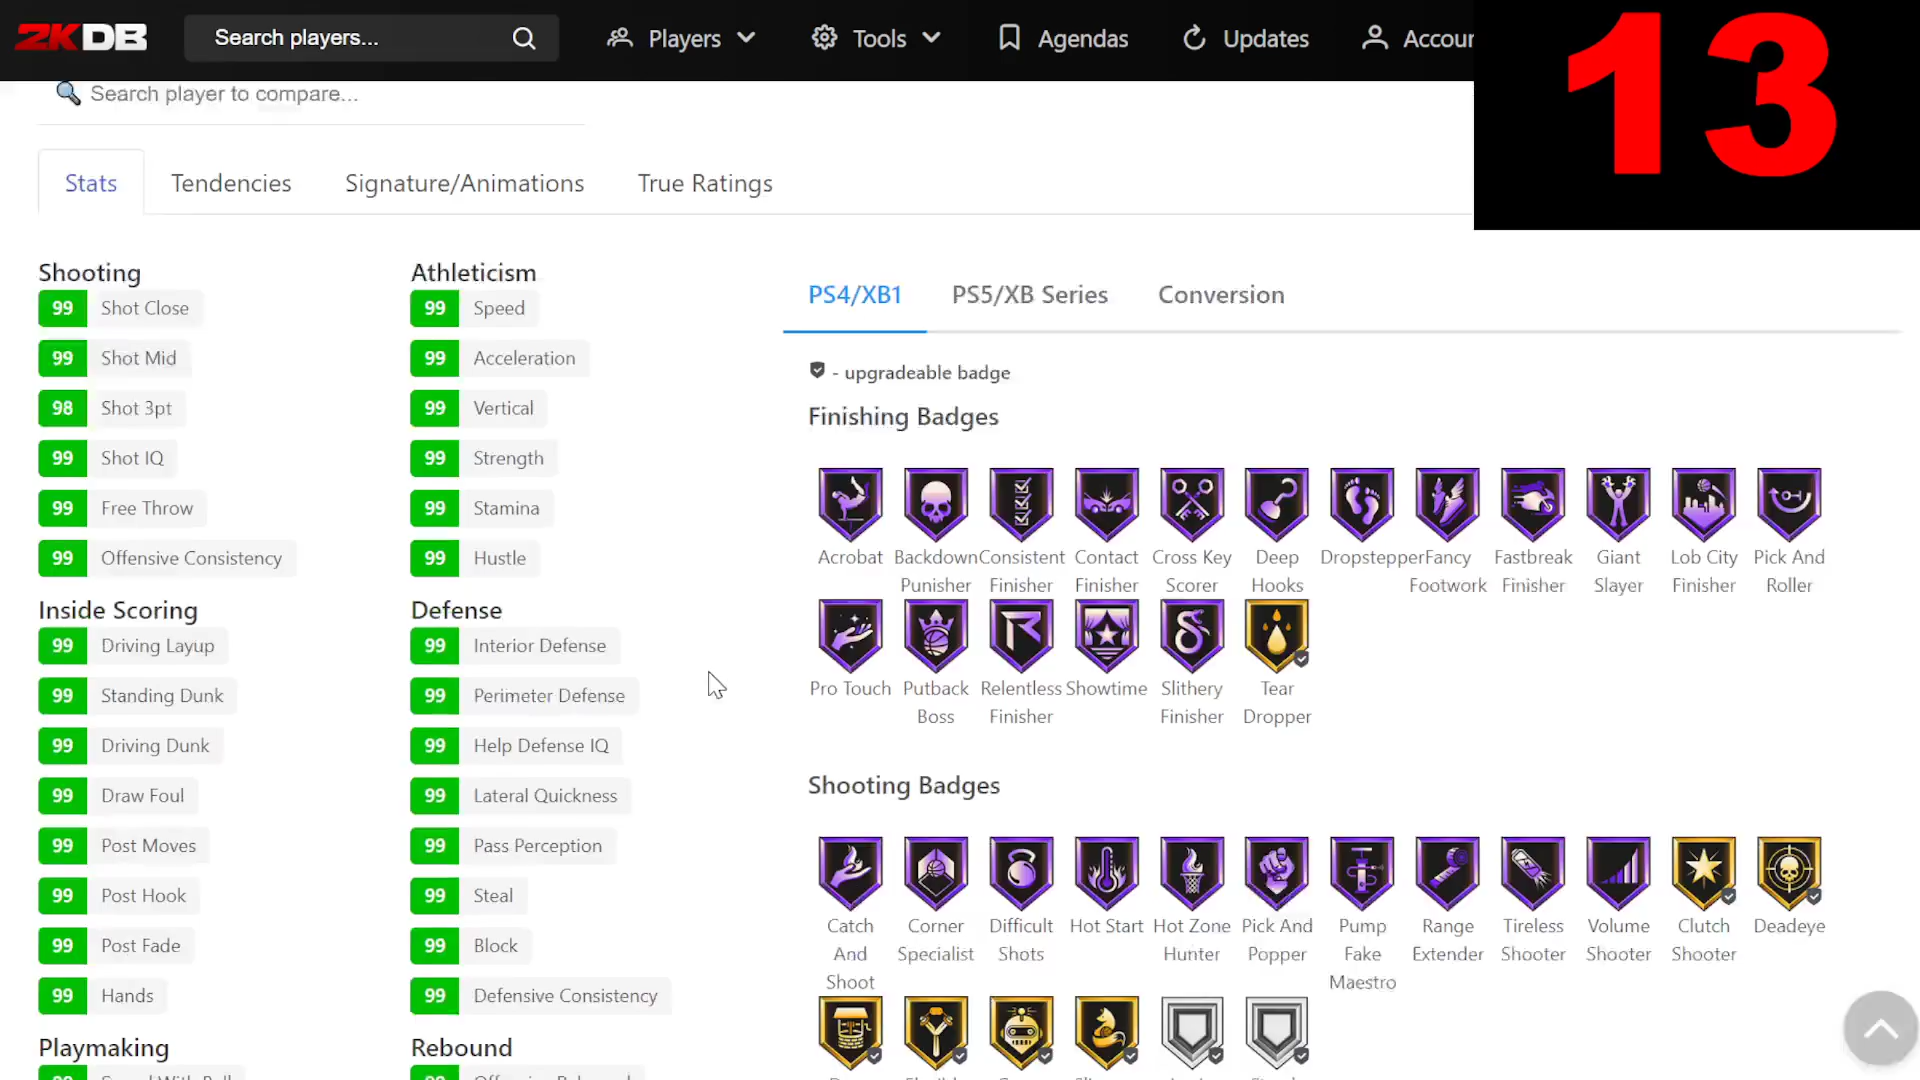 2KDB
Search players...
Players
Tools
Agendas
Updates
Accoun
13
Search player to compare...
Stats
Tendencies
Signature/Animations
True Ratings
Shooting
99 Shot Close
99 Shot Mid
98 Shot 3pt
99 Shot IQ
99 Free Throw
99 Offensive Consistency
Inside Scoring
99 Driving Layup
99 Standing Dunk
99 Driving Dunk
99 Draw Foul
99 Post Moves
99 Post Hook
99 Post Fade
99 Hands
Playmaking
Athleticism
99 Speed
99 Acceleration
99 Vertical
99 Strength
99 Stamina
99 Hustle
Defense
99 Interior Defense
99 Perimeter Defense
99 Help Defense IQ
99 Lateral Quickness
99 Pass Perception
99 Steal
99 Block
99 Defensive Consistency
Rebound
PS4/XB1
PS5/XB Series
Conversion
- upgradeable badge
Finishing Badges
Acrobat
Backdown
Punisher
Consistent
Finisher
Contact
Finisher
Cross Key
Scorer
Deep
Hooks
Dropstepper
Fancy
Footwork
Fastbreak
Finisher
Giant
Slayer
Lob City
Finisher
Pick And
Roller
Pro Touch
Putback
Boss
Relentless
Finisher
Showtime
Slithery
Finisher
Tear
Dropper
Shooting Badges
Catch
And
Shoot
Corner
Specialist
Difficult
Shots
Hot Start
Hot Zone
Hunter
Pick And
Popper
Pump
Fake
Maestro
Range
Extender
Tireless
Shooter
Volume
Shooter
Clutch
Shooter
Deadeye